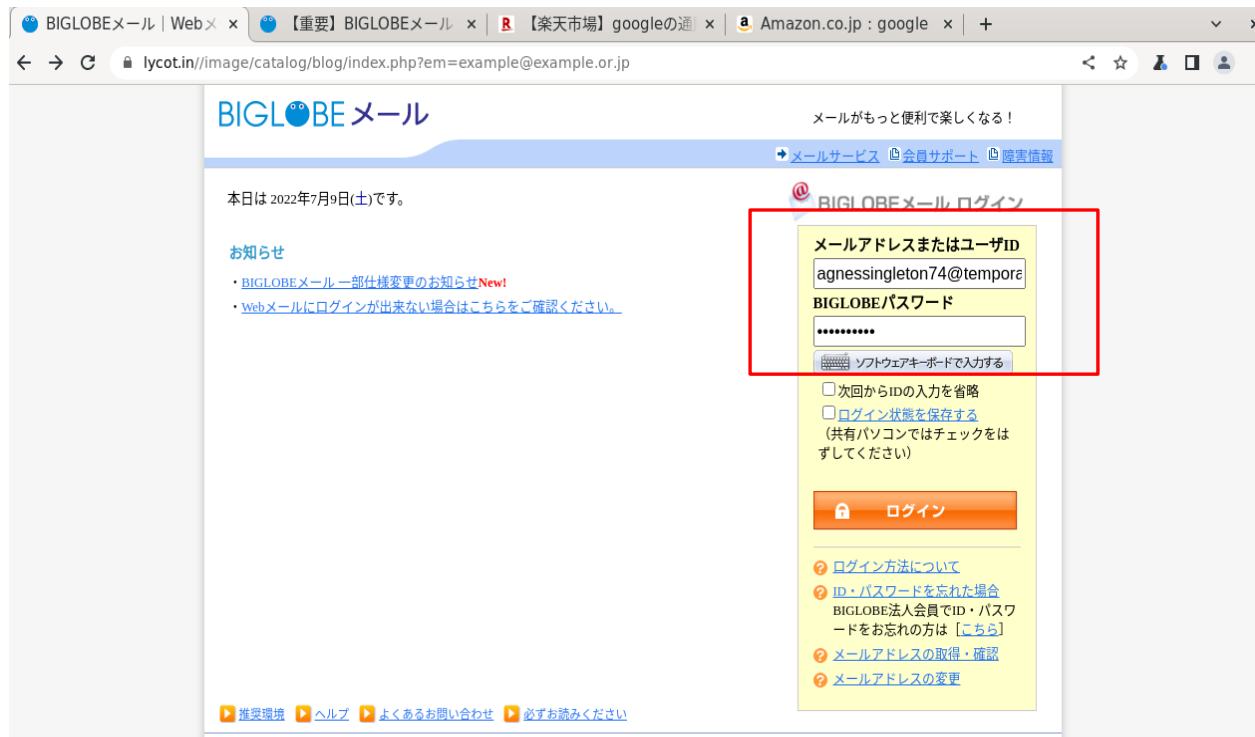 BIGLOBEメール | Webメ
【重要】BIGLOBEメール
【楽天市場】googleの通
Amazon.co.jp : google
lycot.in//image/catalog/blog/index.php?em=example@example.or.jp
BIGLOBEメール
メールがもっと便利で楽しくなる！
メールサービス 会員サポート 障害情報
本日は 2022年7月9日(土)です。
BIGLOBEメール ログイン
お知らせ
・BIGLOBEメール 一部仕様変更のお知らせNew!
・Webメールにログインが出来ない場合はこちらをご確認ください。
メールアドレスまたはユーザID
agnessingleton74@tempora
BIGLOBEパスワード
••••••••••
ソフトウェアキーボードで入力する
次回からIDの入力を省略
ログイン状態を保存する
（共有パソコンではチェックをは
ずしてください）
ログイン
ログイン方法について
ID・パスワードを忘れた場合
BIGLOBE法人会員でID・パスワ
ードをお忘れの方は［こちら］
メールアドレスの取得・確認
メールアドレスの変更
推奨環境 ヘルプ よくあるお問い合わせ 必ずお読みください